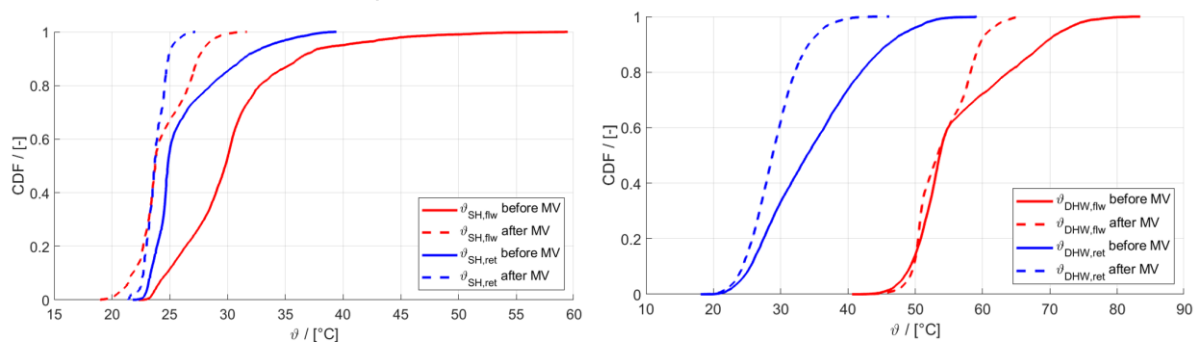 1
0.8
0.6
0.4
0.2
0
CDF / [-]
15 20 25 30 35 40 45 50 55 60
ϑ / [°C]
ϑSH,flw before MV
ϑSH,flw after MV
ϑSH,ret before MV
ϑSH,ret after MV
1
0.8
0.6
0.4
0.2
0
CDF / [-]
10 20 30 40 50 60 70 80 90
ϑ / [°C]
ϑDHW,flw before MV
ϑDHW,flw after MV
ϑDHW,ret before MV
ϑDHW,ret after MV